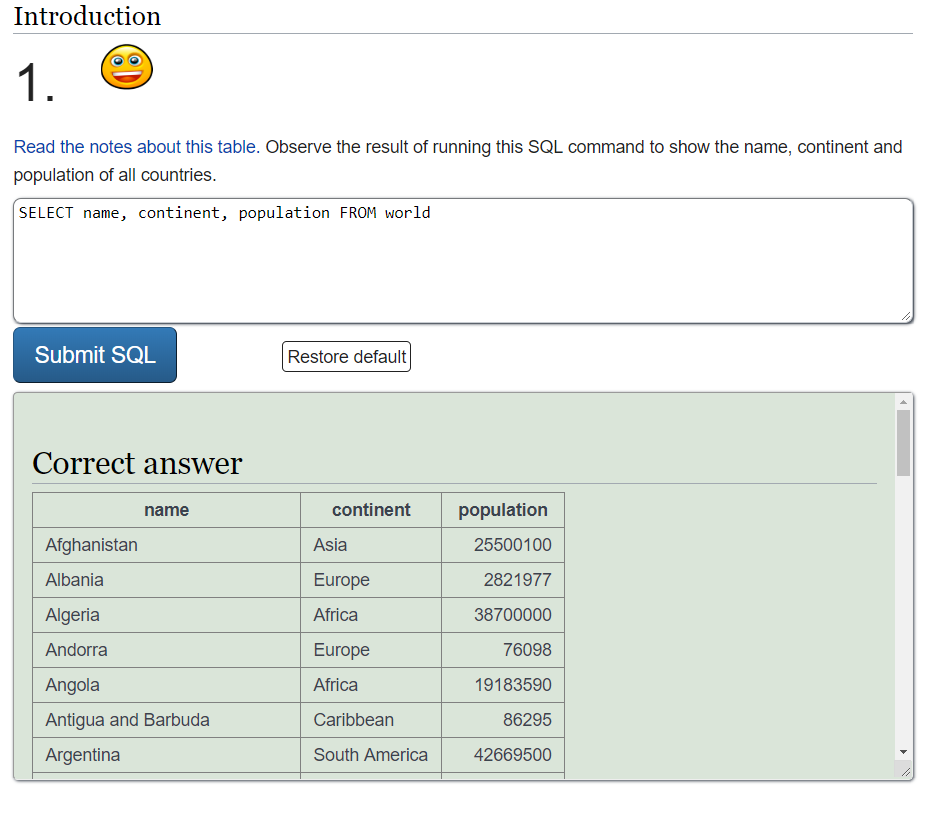 Introduction
1.
Read the notes about this table. Observe the result of running this SQL command to show the name, continent and
population of all countries.
SELECT name, continent, population FROM world
Submit SQL Restore default
Correct answer
name continent population
Afghanistan Asia 25500100
Albania Europe 2821977
Algeria Africa 38700000
Andorra Europe 76098
Angola Africa 19183590
Antigua and Barbuda Caribbean 86295
Argentina South America 42669500